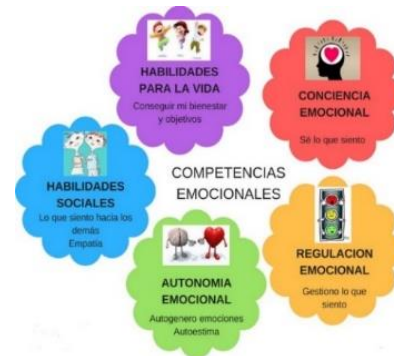 HABILIDADES
PARA LA VIDA
Conseguir mi bienestar
y objetivos
CONCIENCIA
EMOCIONAL
Sé lo que siento
COMPETENCIAS
EMOCIONALES
HABILIDADES
SOCIALES
Lo que siento hacia los
demás
Empatía
REGULACION
EMOCIONAL
Gestiono lo que
siento
AUTONOMIA
EMOCIONAL
Autogenero emociones
Autoestima